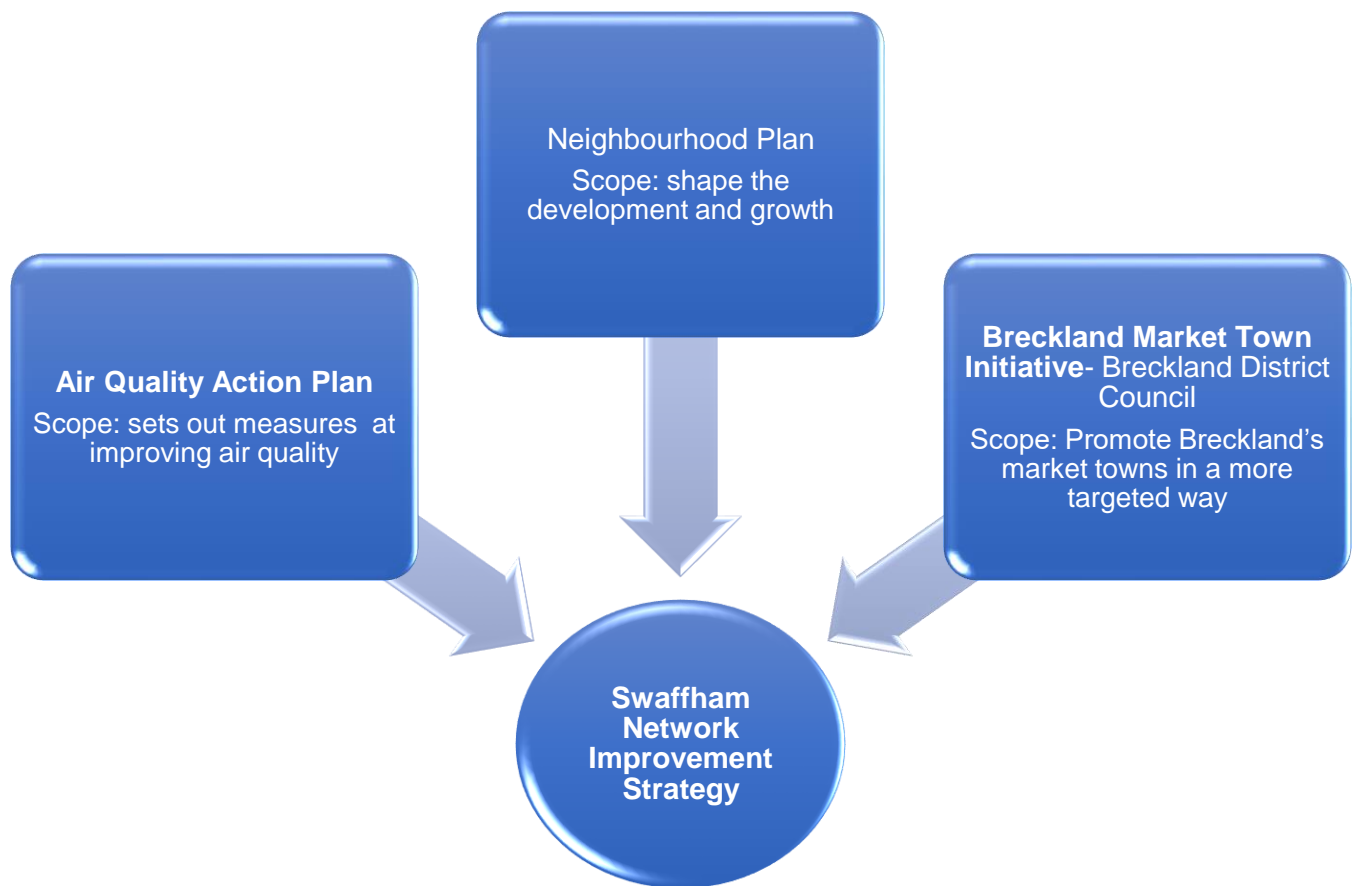 Neighbourhood Plan
Scope: shape the
development and growth
Air Quality Action Plan
Scope: sets out measures at
improving air quality
Breckland Market Town
Initiative- Breckland District
Council
Scope: Promote Breckland’s
market towns in a more
targeted way
Swaffham
Network
Improvement
Strategy